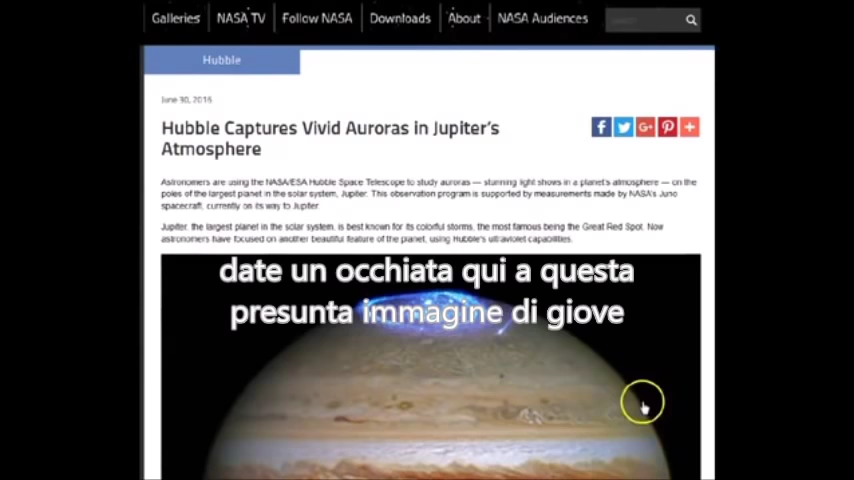 Galleries NASA TV Follow NASA Downloads About NASA Audiences
Hubble
June 30, 2016
Hubble Captures Vivid Auroras in Jupiter's
Atmosphere
Astronomers are using the NASA/ESA Hubble Space Telescope to study auroras — stunning light shows in a planet's atmosphere — on the
poles of the largest planet in the solar system, Jupiter. This observation program is supported by measurements made by NASA's Juno
spacecraft, currently on its way to Jupiter.
Jupiter, the largest planet in the solar system, is best known for its colorful storms, the most famous being the Great Red Spot. Now
astronomers have focused on another beautiful feature of the planet, using Hubble's ultraviolet capabilities.
date un occhiata qui a questa
presunta immagine di giove